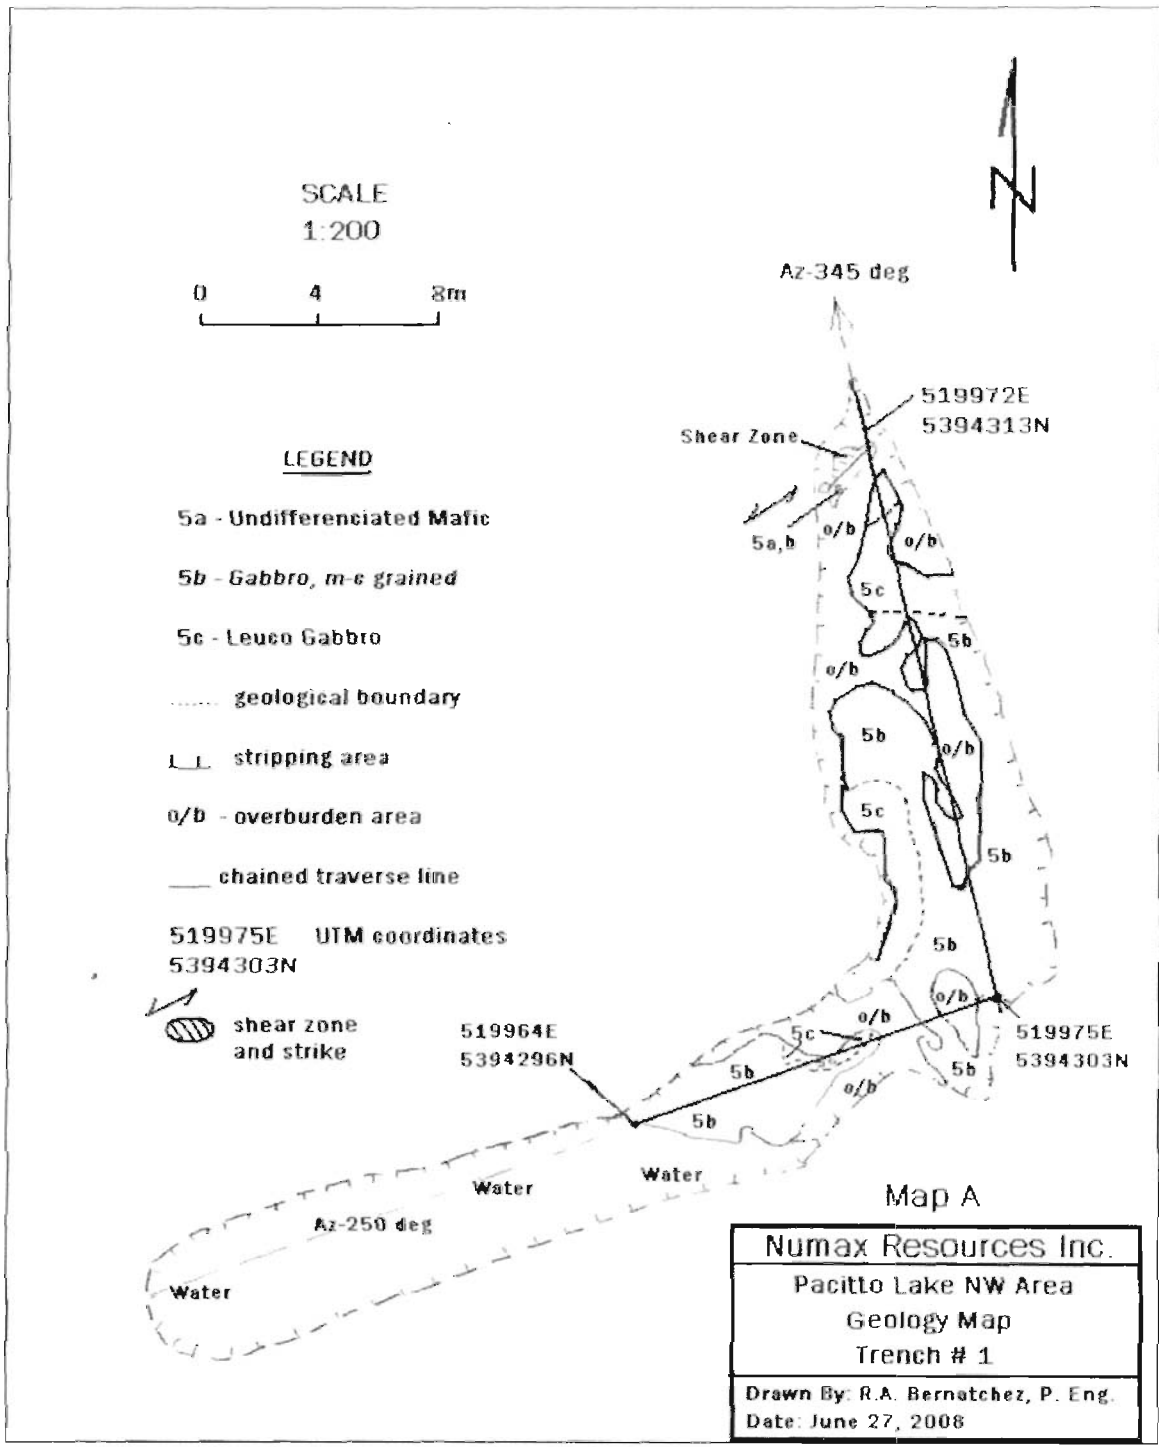 N
SCALE
1:200
0 4 8m
Az-345 deg
519972E
5394313N
Shear Zone
5a,b
o/b
o/b
5c
5b
o/b
5b
o/b
5c
5b
5b
o/b
o/b
5c
5b
5b
o/b
5b
519975E
5394303N
519964E
5394296N
Water
Water
Az-250 deg
Water
LEGEND
5a - Undifferenciated Mafic
5b - Gabbro, m-c grained
5c - Leuco Gabbro
geological boundary
stripping area
o/b - overburden area
chained traverse line
519975E UTM coordinates
5394303N
shear zone
and strike
Map A
Numax Resources Inc.
Pacitto Lake NW Area
Geology Map
Trench # 1
Drawn By: R.A. Bernatchez, P. Eng.
Date: June 27, 2008